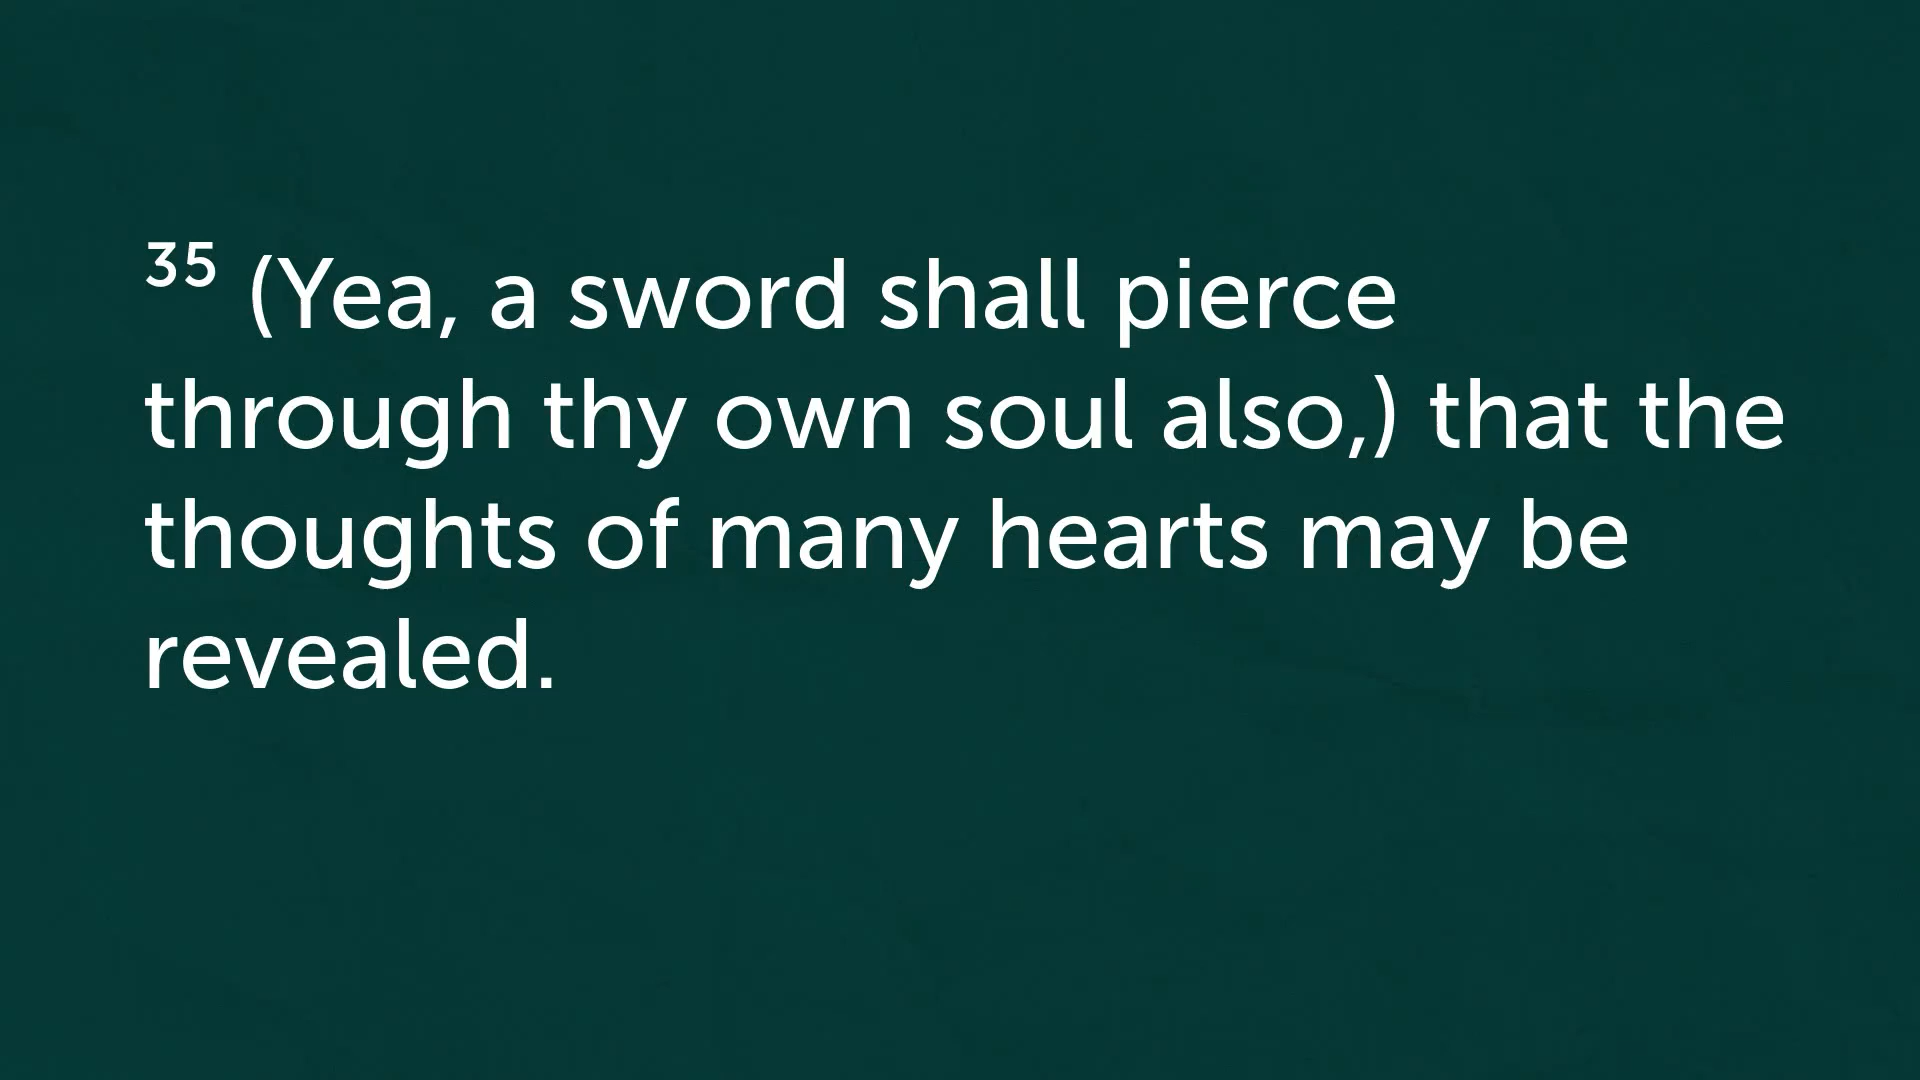 35 (Yea, a sword shall pierce
through thy own soul also,) that the
thoughts of many hearts may be
revealed.